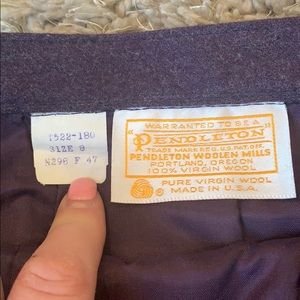 1522-180
SIZE 8
N296 F 47
WARRANTED TO BE A
"PENDLETON"
TRADE MARK REG. U.S. PAT. OFF.
PENDLETON WOOLEN MILLS
PORTLAND, OREGON
100% VIRGIN WOOL
PURE VIRGIN WOOL
MADE IN U.S.A.